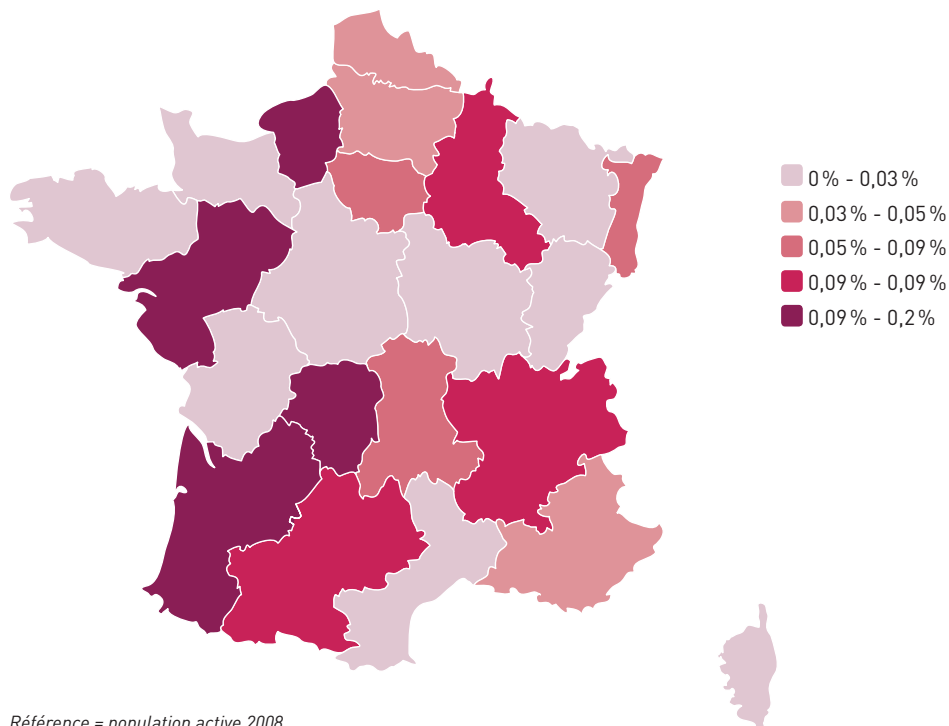 0 % - 0,03 %
0,03 % - 0,05 %
0,05 % - 0,09 %
0,09 % - 0,09 %
0,09 % - 0,2 %
Référence = population active 2008